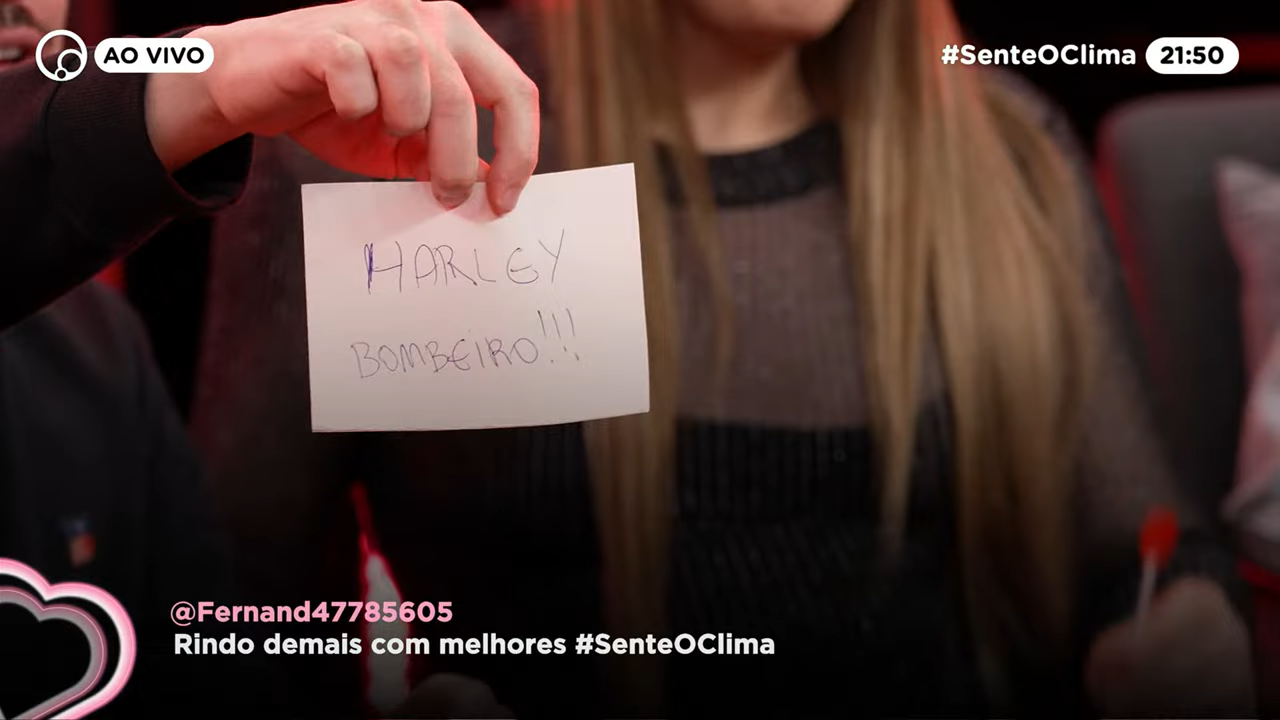 AO VIVO
#SenteOClima 21:50
HARLEY
BOMBEIRO!!!
@Fernand47785605
Rindo demais com melhores #SenteOClima